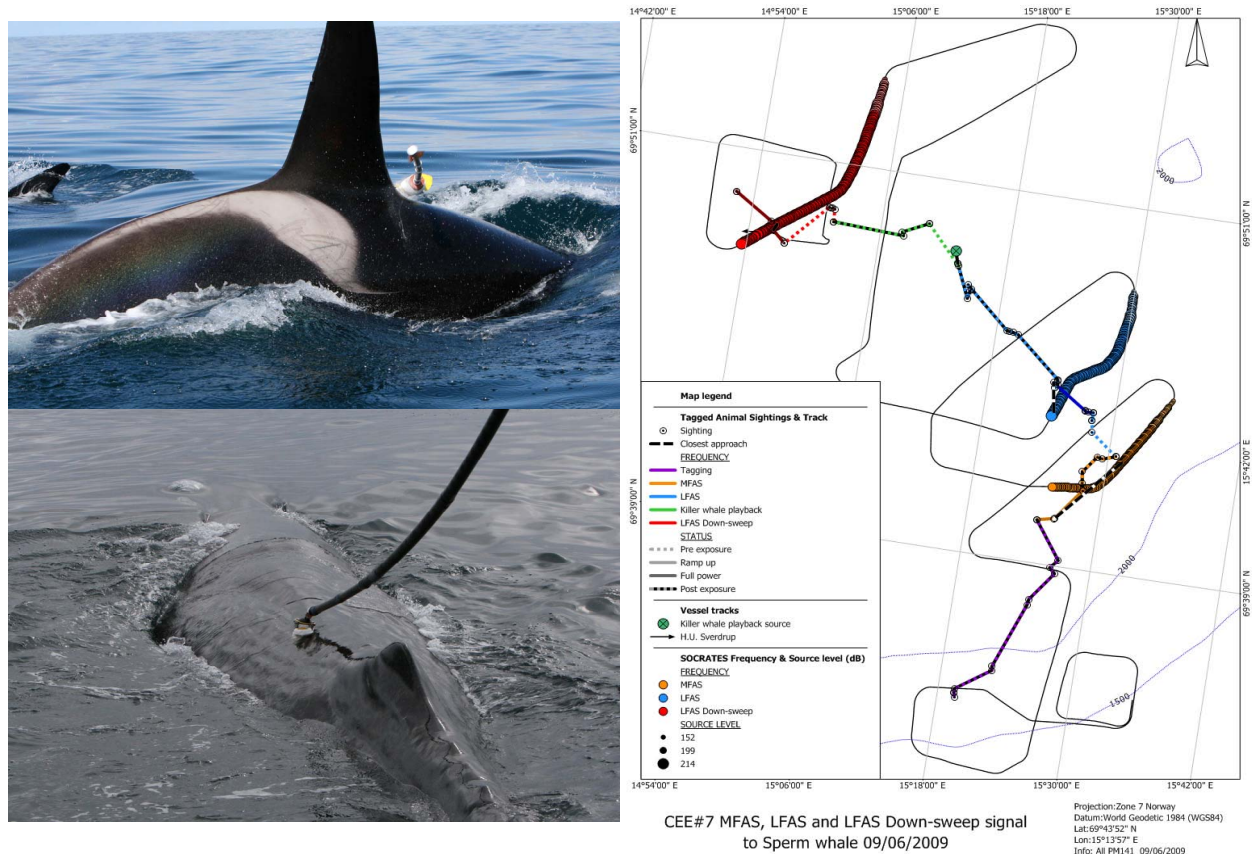 14°42'00" E 14°54'00" E 15°06'00" E 15°18'00" E 15°30'00" E
69°51'00" N
2000
69°51'00" N
Map legend
Tagged Animal Sightings & Track
Sighting
Closest approach
FREQUENCY
Tagging
MFAS
LFAS
Killer whale playback
LFAS Down-sweep
STATUS
Pre exposure
Ramp up
Full power
Post exposure
Vessel tracks
Killer whale playback source
H.U. Sverdrup
SOCRATES Frequency & Source level (dB)
FREQUENCY
MFAS
LFAS
LFAS Down-sweep
SOURCE LEVEL
152
199
214
15°42'00" E
69°39'00" N
2000
69°39'00" N
1500
14°54'00" E 15°06'00" E 15°18'00" E 15°30'00" E 15°42'00" E
CEE#7 MFAS, LFAS and LFAS Down-sweep signal
to Sperm whale 09/06/2009
Projection:Zone 7 Norway
Datum:World Geodetic 1984 (WGS84)
Lat:69°43'52" N
Lon:15°13'57" E
Info: All PM141 09/06/2009